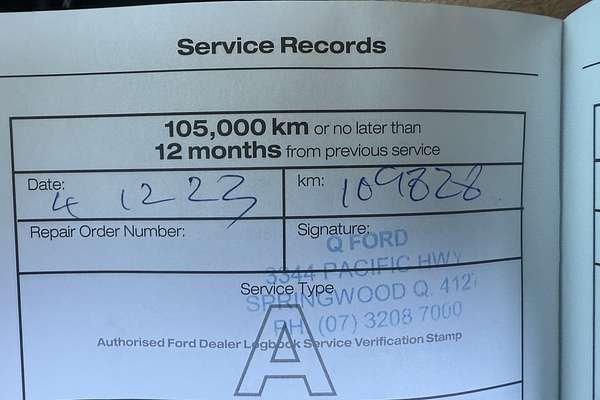 Service Records
105,000 km or no later than
12 months from previous service
Date: 4 12 23
km: 109828
Repair Order Number:
Signature:
Q FORD
3344 PACIFIC HWY
Service Type
SPRINGWOOD Q. 4127
PH. (07) 3208 7000
Authorised Ford Dealer Logbook Service Verification Stamp
A